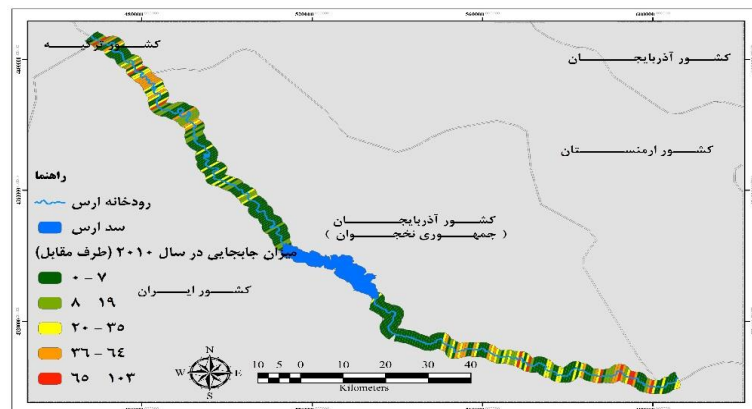 کشور ترکیه
کشور آذربایجان
کشور ارمنستان
کشور آذربایجان
( جمهوری نخجوان )
کشور ایران
راهنما
رودخانه ارس
سد ارس
میزان جابجایی در سال ۲۰۱۰ (طرف مقابل)
۰ - ۷
۸ ۱۹
۲۰ - ۳۵
۳۶ - ۶۴
۶۵ ۱۰۳
N
W E
S
10 5 0 10 20 30 40
Kilometers